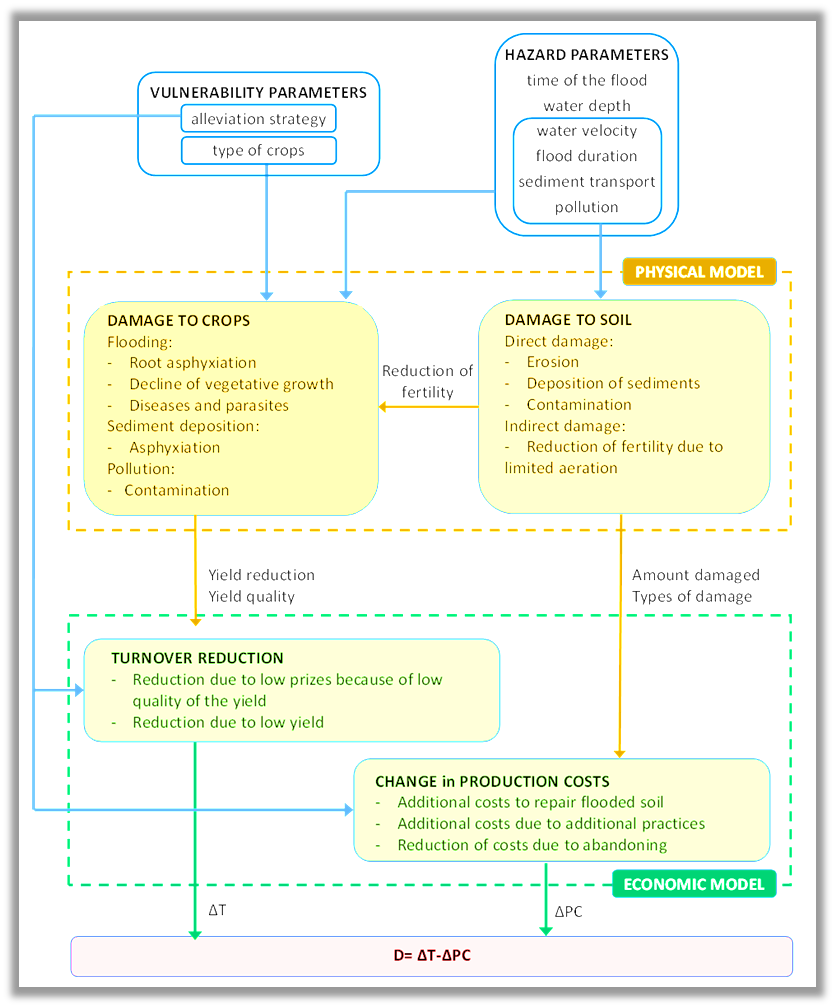 VULNERABILITY PARAMETERS
alleviation strategy
type of crops
HAZARD PARAMETERS
time of the flood
water depth
water velocity
flood duration
sediment transport
pollution
PHYSICAL MODEL
DAMAGE TO CROPS
Flooding:
- Root asphyxiation
- Decline of vegetative growth
- Diseases and parasites
Sediment deposition:
- Asphyxiation
Pollution:
- Contamination
Reduction of
fertility
DAMAGE TO SOIL
Direct damage:
- Erosion
- Deposition of sediments
- Contamination
Indirect damage:
- Reduction of fertility due to
limited aeration
Yield reduction
Yield quality
Amount damaged
Types of damage
TURNOVER REDUCTION
- Reduction due to low prizes because of low
quality of the yield
- Reduction due to low yield
CHANGE in PRODUCTION COSTS
- Additional costs to repair flooded soil
- Additional costs due to additional practices
- Reduction of costs due to abandoning
ECONOMIC MODEL
ΔT
ΔPC
D= ΔT-ΔPC